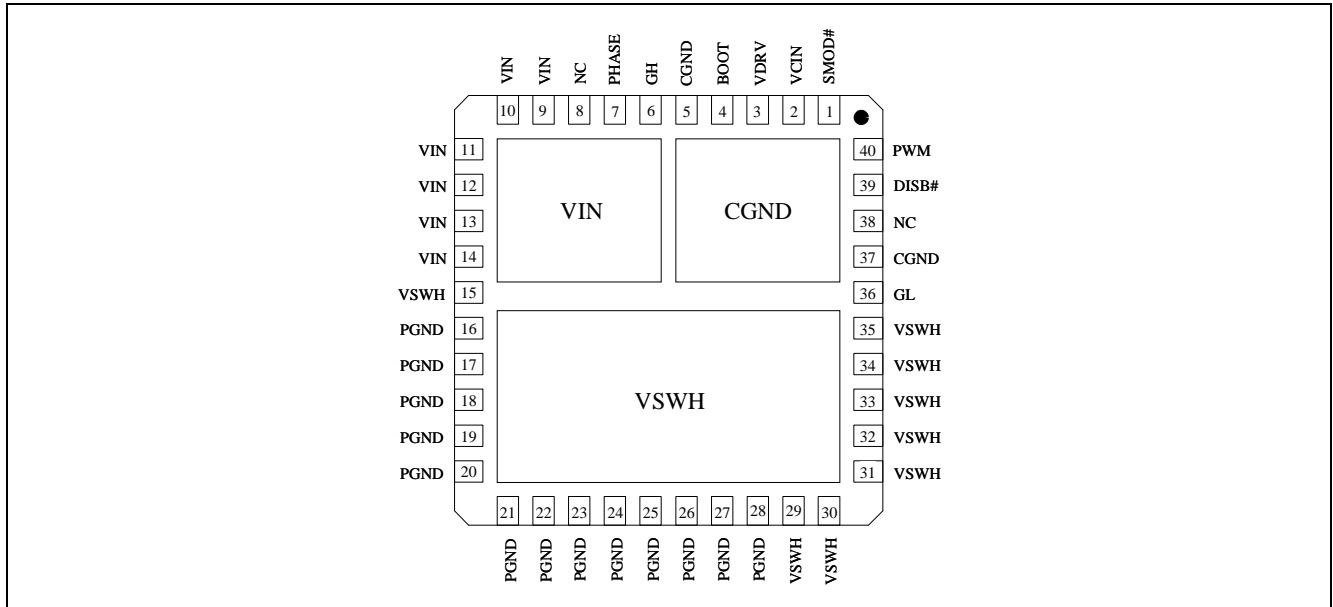 VIN VIN NC PHASE GH CGND BOOT VDRV VCIN SMOD#
10 9 8 7 6 5 4 3 2 1
VIN 11 40 PWM
VIN 12 39 DISB#
VIN CGND
VIN 13 38 NC
VIN 14 37 CGND
VSWH 15 36 GL
PGND 16 35 VSWH
PGND 17 34 VSWH
PGND 18 VSWH 33 VSWH
PGND 19 32 VSWH
PGND 20 31 VSWH
21 22 23 24 25 26 27 28 29 30
PGND PGND PGND PGND PGND PGND PGND PGND VSWH VSWH